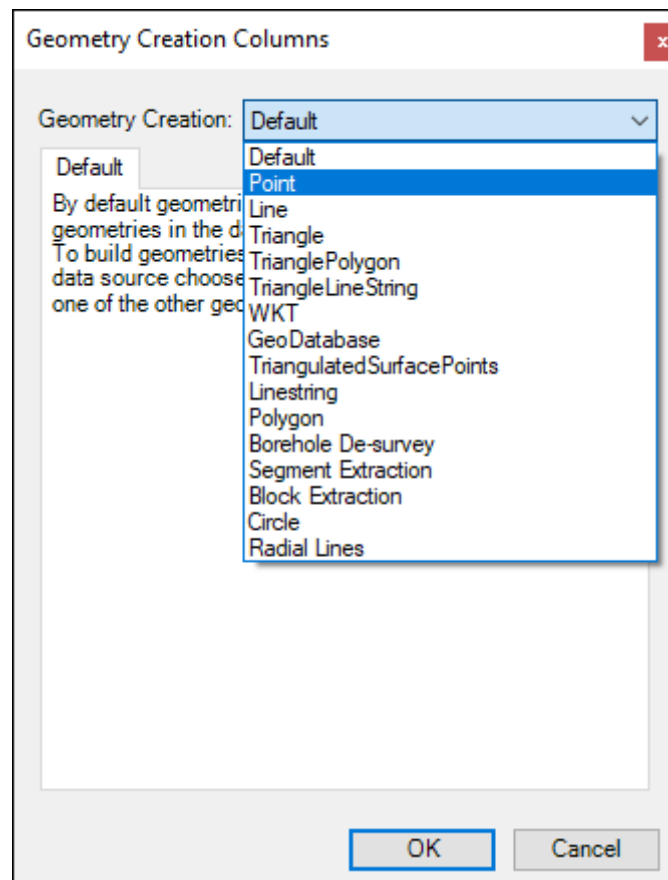 Geometry Creation Columns
x
Geometry Creation: Default
Default
Default
Point
Line
Triangle
TrianglePolygon
TriangleLineString
WKT
GeoDatabase
TriangulatedSurfacePoints
Linestring
Polygon
Borehole De-survey
Segment Extraction
Block Extraction
Circle
Radial Lines
By default geometri
geometries in the d
To build geometries
data source choose
one of the other geo
OK Cancel